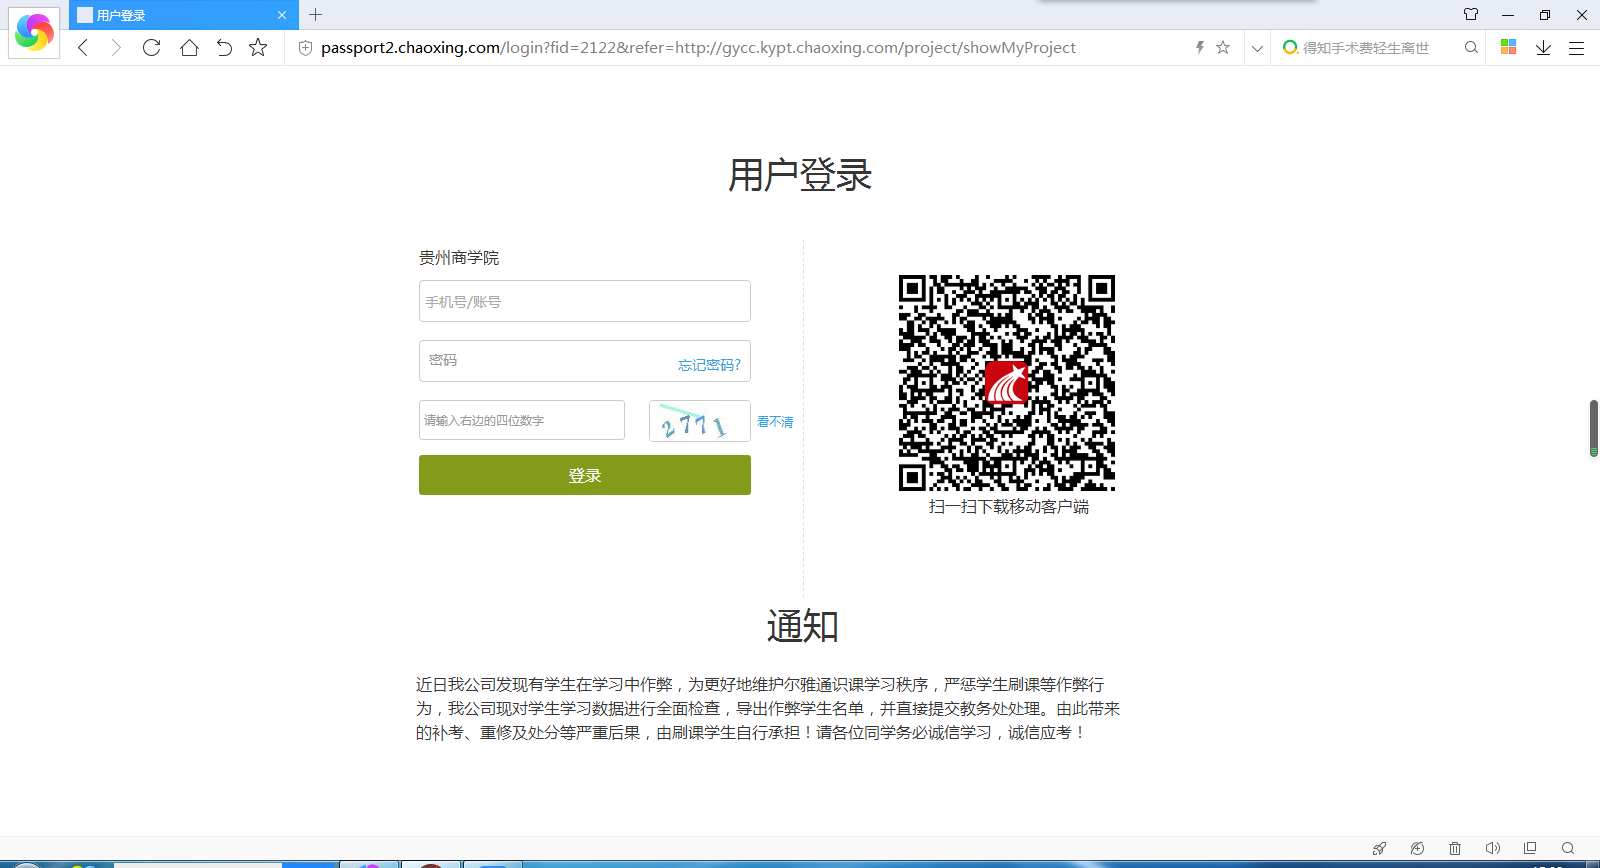 用户登录
passport2.chaoxing.com/login?fid=2122&refer=http://gycc.kypt.chaoxing.com/project/showMyProject
得知手术费轻生离世
用户登录
贵州商学院
手机号/账号
密码
忘记密码?
请输入右边的四位数字
2771
看不清
登录
扫一扫下载移动客户端
通知
近日我公司发现有学生在学习中作弊，为更好地维护尔雅通识课学习秩序，严惩学生刷课等作弊行
为，我公司现对学生学习数据进行全面检查，导出作弊学生名单，并直接提交教务处处理。由此带来
的补考、重修及处分等严重后果，由刷课学生自行承担！请各位同学务必诚信学习，诚信应考！